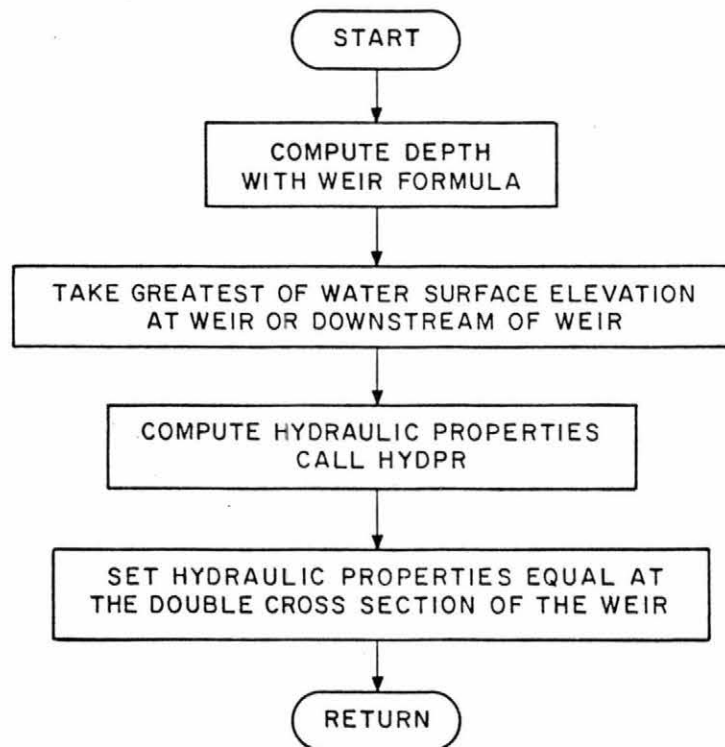 START
COMPUTE DEPTH
WITH WEIR FORMULA
TAKE GREATEST OF WATER SURFACE ELEVATION
AT WEIR OR DOWNSTREAM OF WEIR
COMPUTE HYDRAULIC PROPERTIES
CALL HYDPR
SET HYDRAULIC PROPERTIES EQUAL AT
THE DOUBLE CROSS SECTION OF THE WEIR
RETURN